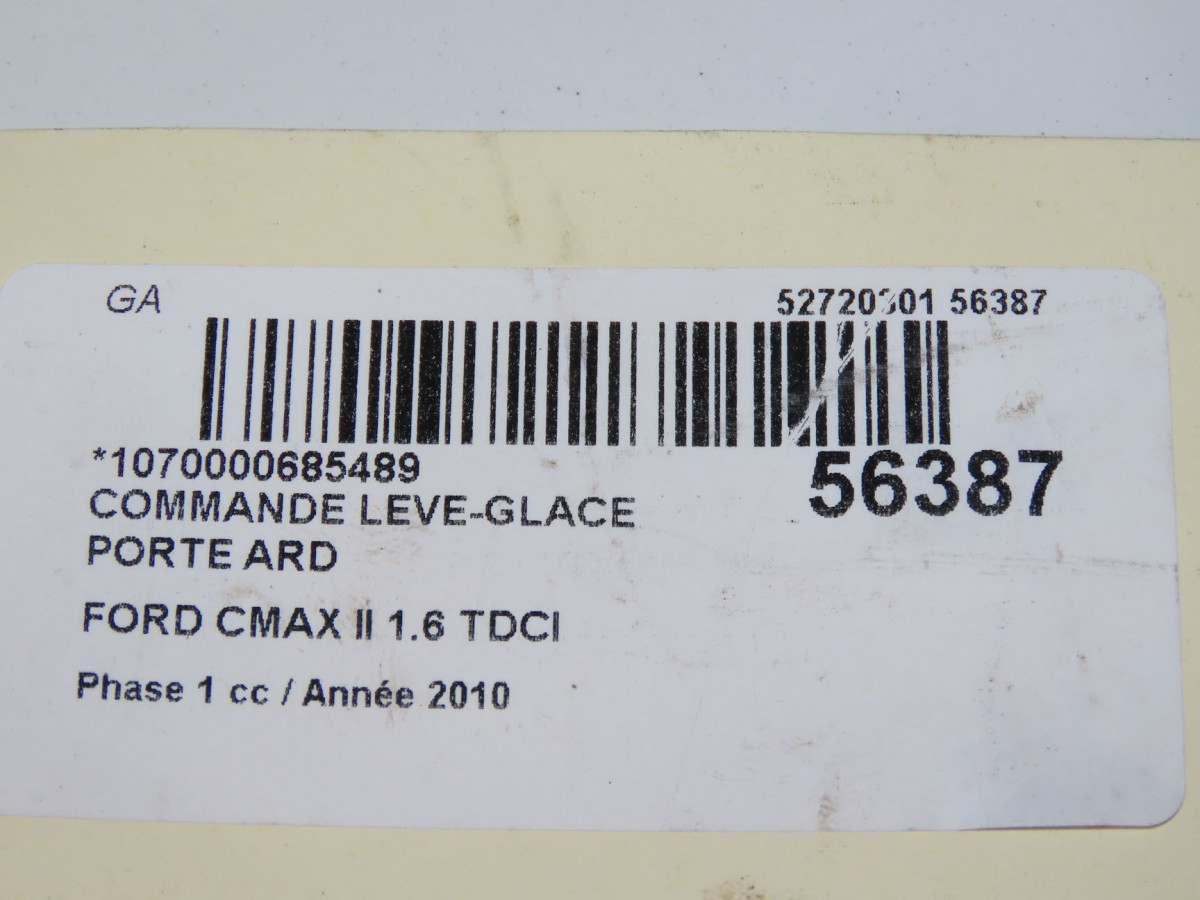 GA
52720301 56387
*1070000685489
56387
COMMANDE LEVE-GLACE
PORTE ARD
FORD CMAX II 1.6 TDCI
Phase 1 cc / Année 2010